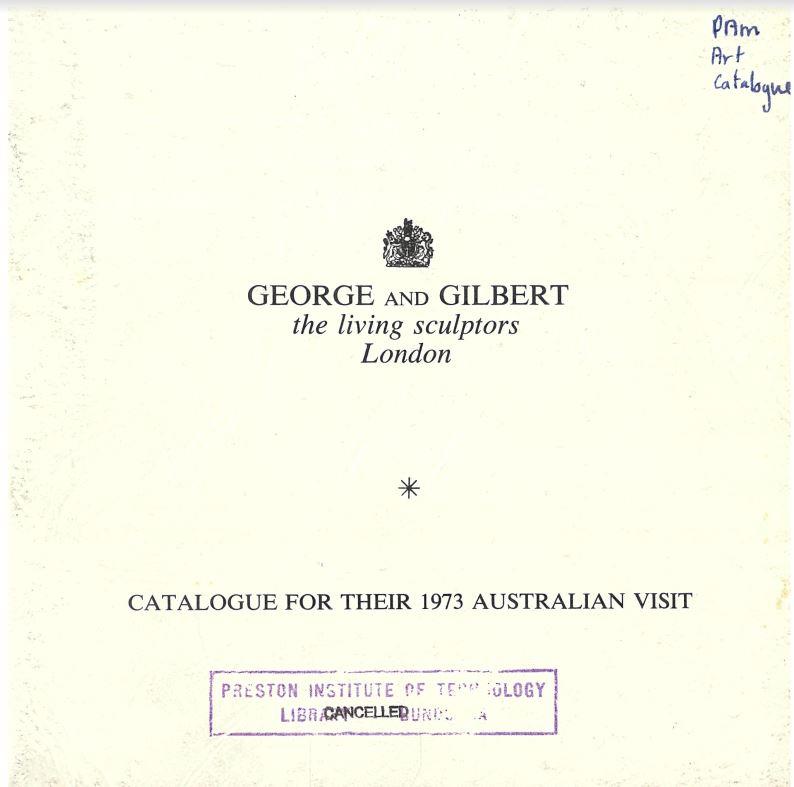 PAm
Art
Catalogue
GEORGE AND GILBERT
the living sculptors
London
CATALOGUE FOR THEIR 1973 AUSTRALIAN VISIT
PRESTON INSTITUTE OF
LIBRARY
CANCELLED